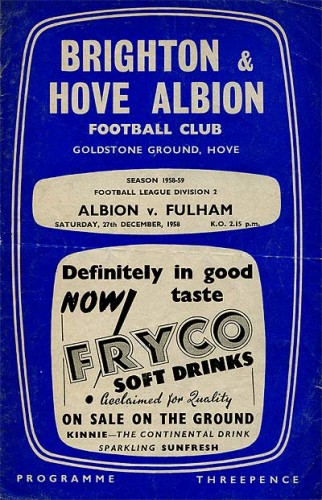 BRIGHTON &
HOVE ALBION
FOOTBALL CLUB
GOLDSTONE GROUND, HOVE
SEASON 1958-59
FOOTBALL LEAGUE DIVISION 2
ALBION v. FULHAM
SATURDAY, 27th DECEMBER, 1958 K.O. 2.15 p.m.
Definitely in good
NOW! taste
FRYCO
SOFT DRINKS
• Acclaimed for Quality
ON SALE ON THE GROUND
KINNIE—THE CONTINENTAL DRINK
SPARKLING SUNFRESH
PROGRAMME THREEPENCE